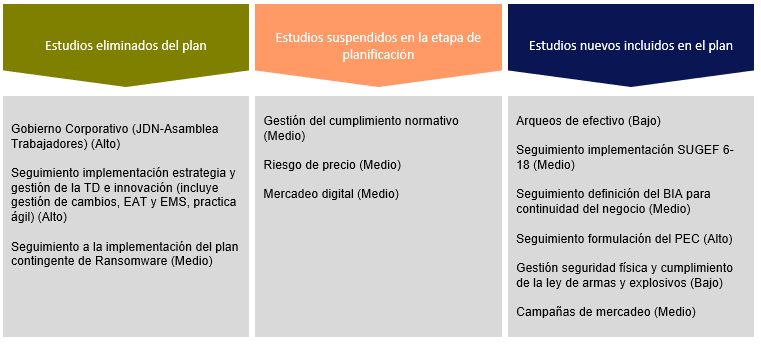 Estudios eliminados del plan
Gobierno Corporativo (JDN-Asamblea
Trabajadores) (Alto)
Seguimiento implementación estrategia y
gestión de la TD e innovación (incluye
gestión de cambios, EAT y EMS, practica
ágil) (Alto)
Seguimiento a la implementación del plan
contingente de Ransomware (Medio)
Estudios suspendidos en la etapa de
planificación
Gestión del cumplimiento normativo
(Medio)
Riesgo de precio (Medio)
Mercadeo digital (Medio)
Estudios nuevos incluidos en el plan
Arqueos de efectivo (Bajo)
Seguimiento implementación SUGEF 6-
18 (Medio)
Seguimiento definición del BIA para
continuidad del negocio (Medio)
Seguimiento formulación del PEC (Alto)
Gestión seguridad física y cumplimiento
de la ley de armas y explosivos (Bajo)
Campañas de mercadeo (Medio)